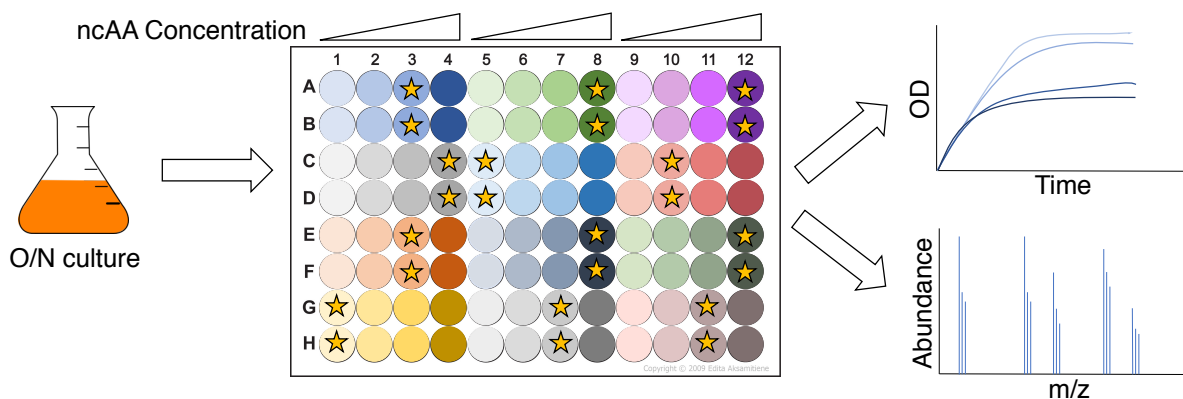 ncAA Concentration
1 2 3 4 5 6 7 8 9 10 11 12
A
B
C
D
E
F
G
H
Copyright © 2009 Edita Aksamitiene
O/N culture
OD
Time
Abundance
m/z